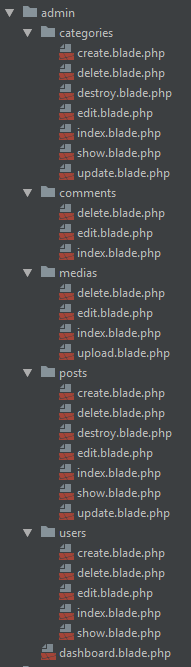 admin
categories
create.blade.php
delete.blade.php
destroy.blade.php
edit.blade.php
index.blade.php
show.blade.php
update.blade.php
comments
delete.blade.php
edit.blade.php
index.blade.php
medias
delete.blade.php
edit.blade.php
index.blade.php
upload.blade.php
posts
create.blade.php
delete.blade.php
destroy.blade.php
edit.blade.php
index.blade.php
show.blade.php
update.blade.php
users
create.blade.php
delete.blade.php
edit.blade.php
index.blade.php
show.blade.php
dashboard.blade.php